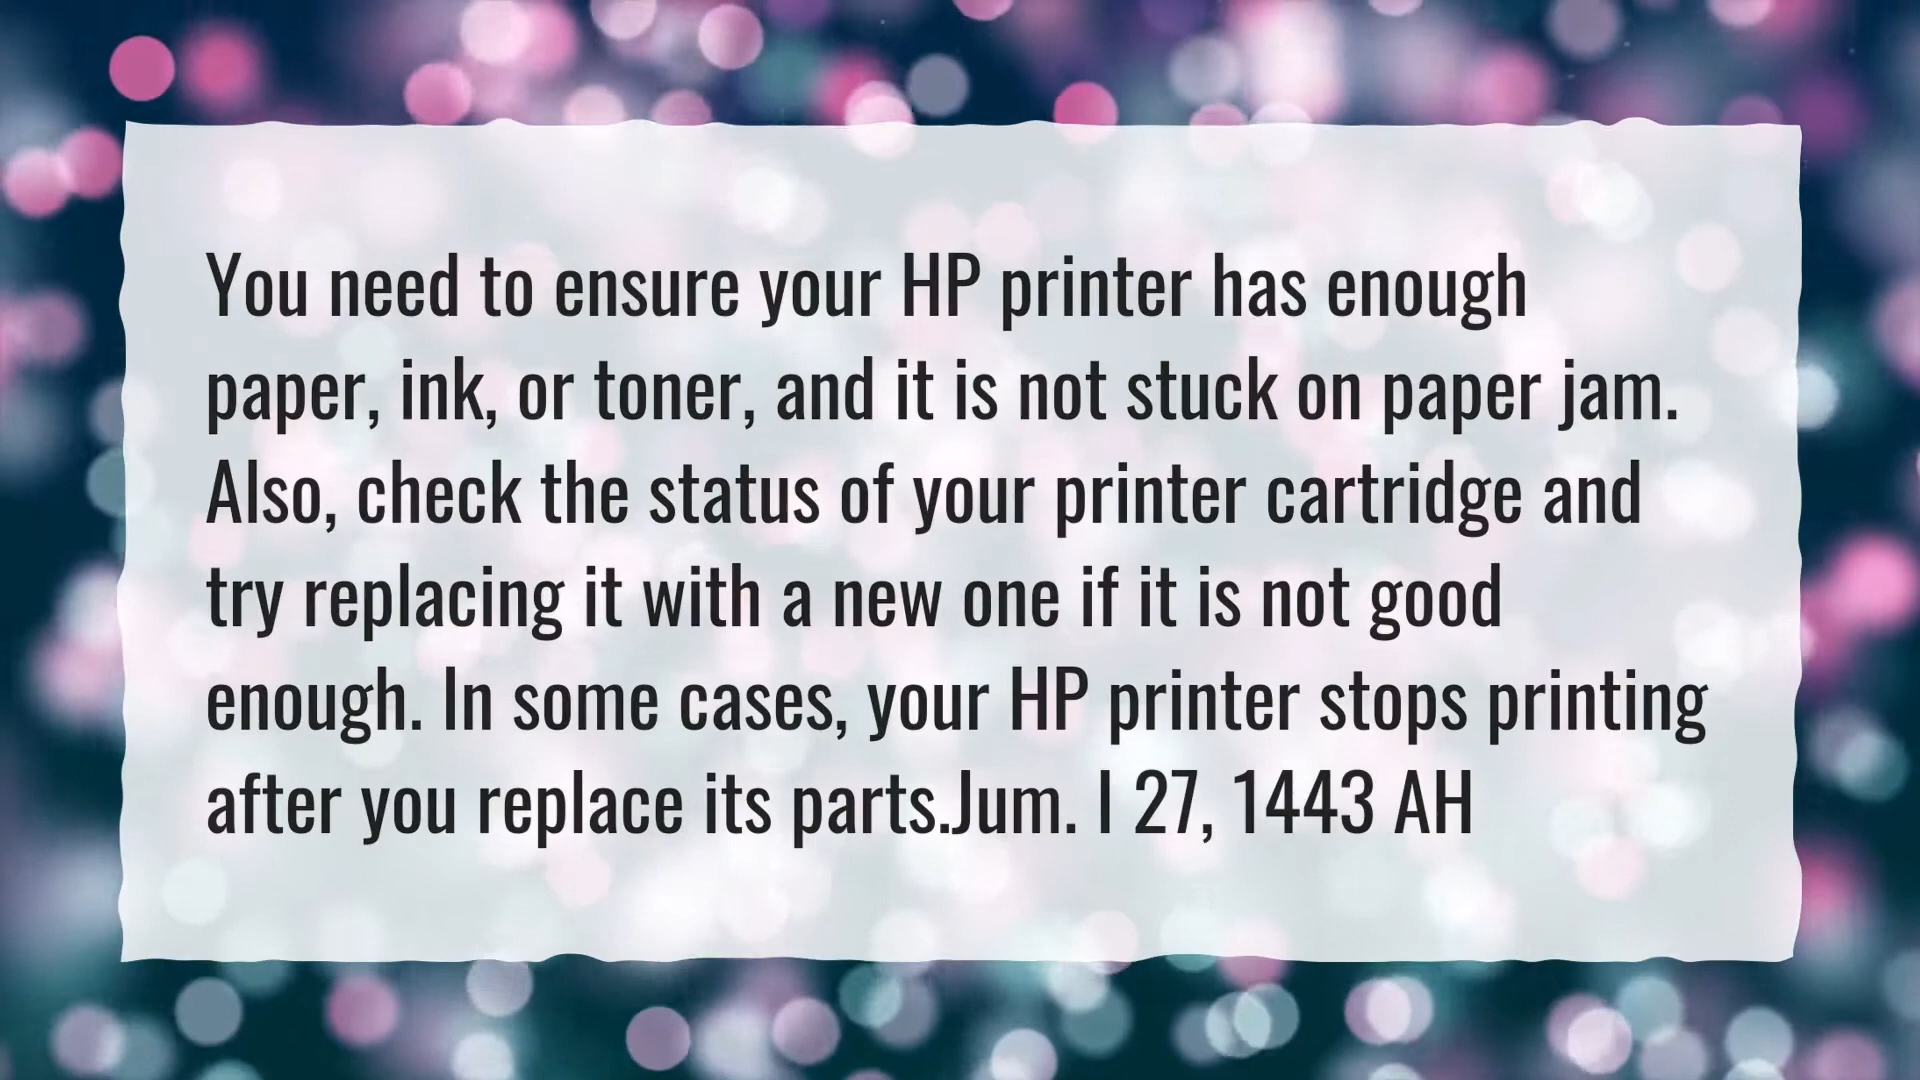 You need to ensure your HP printer has enough
paper, ink, or toner, and it is not stuck on paper jam.
Also, check the status of your printer cartridge and
try replacing it with a new one if it is not good
enough. In some cases, your HP printer stops printing
after you replace its parts.Jum. I 27, 1443 AH